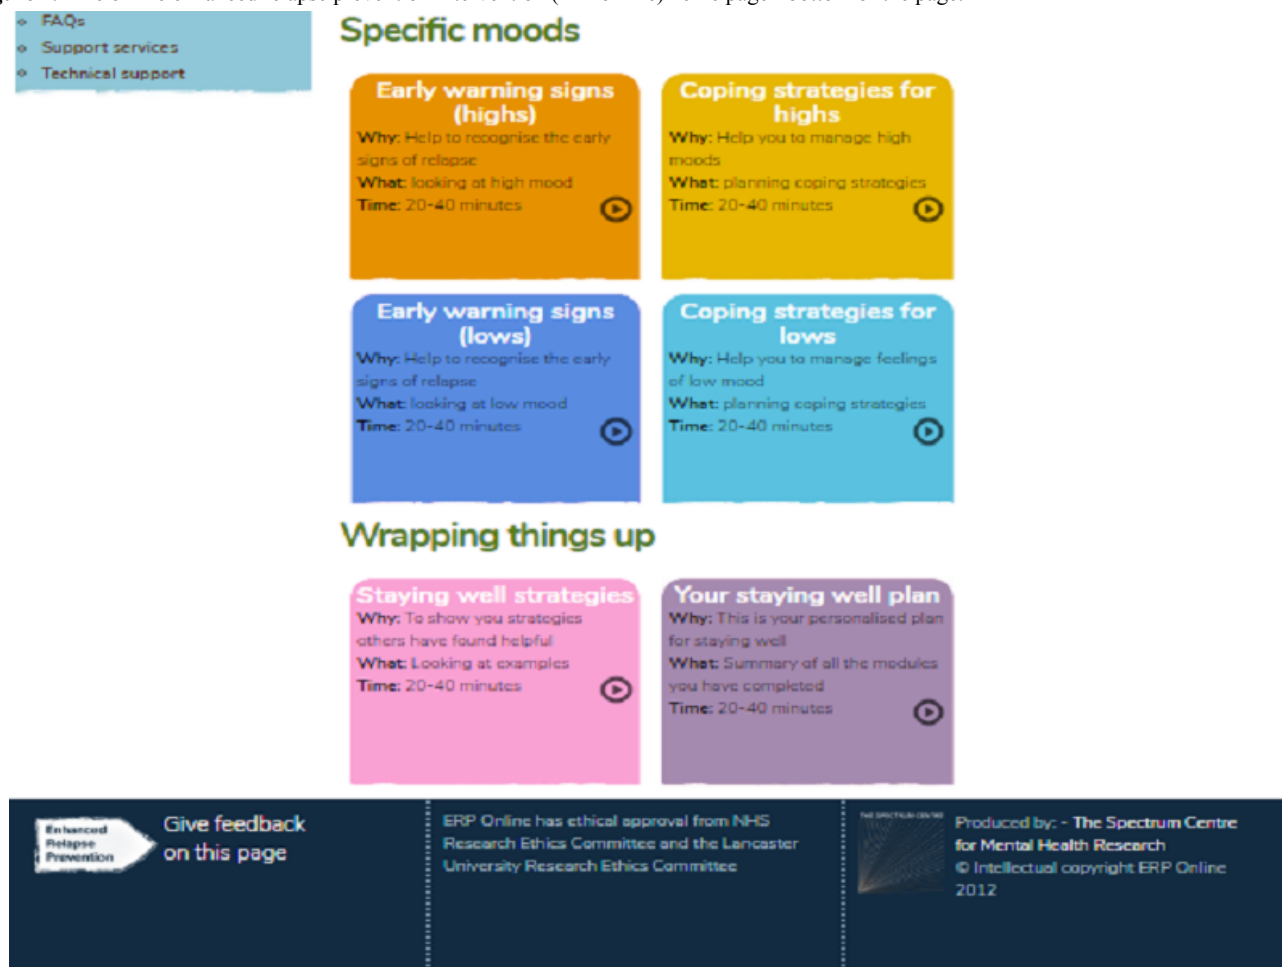 FAQs
Support services
Technical support
Specific moods
Early warning signs
(highs)
Why: Help to recognise the early
signs of relapse
What: looking at high mood
Time: 20-40 minutes
Coping strategies for
highs
Why: Help you to manage high
moods
What: planning coping strategies
Time: 20-40 minutes
Early warning signs
(lows)
Why: Help to recognise the early
signs of relapse
What: looking at low mood
Time: 20-40 minutes
Coping strategies for
lows
Why: Help you to manage feelings
of low mood
What: planning coping strategies
Time: 20-40 minutes
Wrapping things up
Staying well strategies
Why: To show you strategies
others have found helpful
What: Looking at examples
Time: 20-40 minutes
Your staying well plan
Why: This is your personalised plan
for staying well
What: Summary of all the modules
you have completed
Time: 20-40 minutes
Enhanced
Relapse
Prevention
Give feedback
on this page
ERP Online has ethical approval from NHS
Research Ethics Committee and the Lancaster
University Research Ethics Committee
THE SPECTRUM CENTRE
Produced by: - The Spectrum Centre
for Mental Health Research
© Intellectual copyright ERP Online
2012